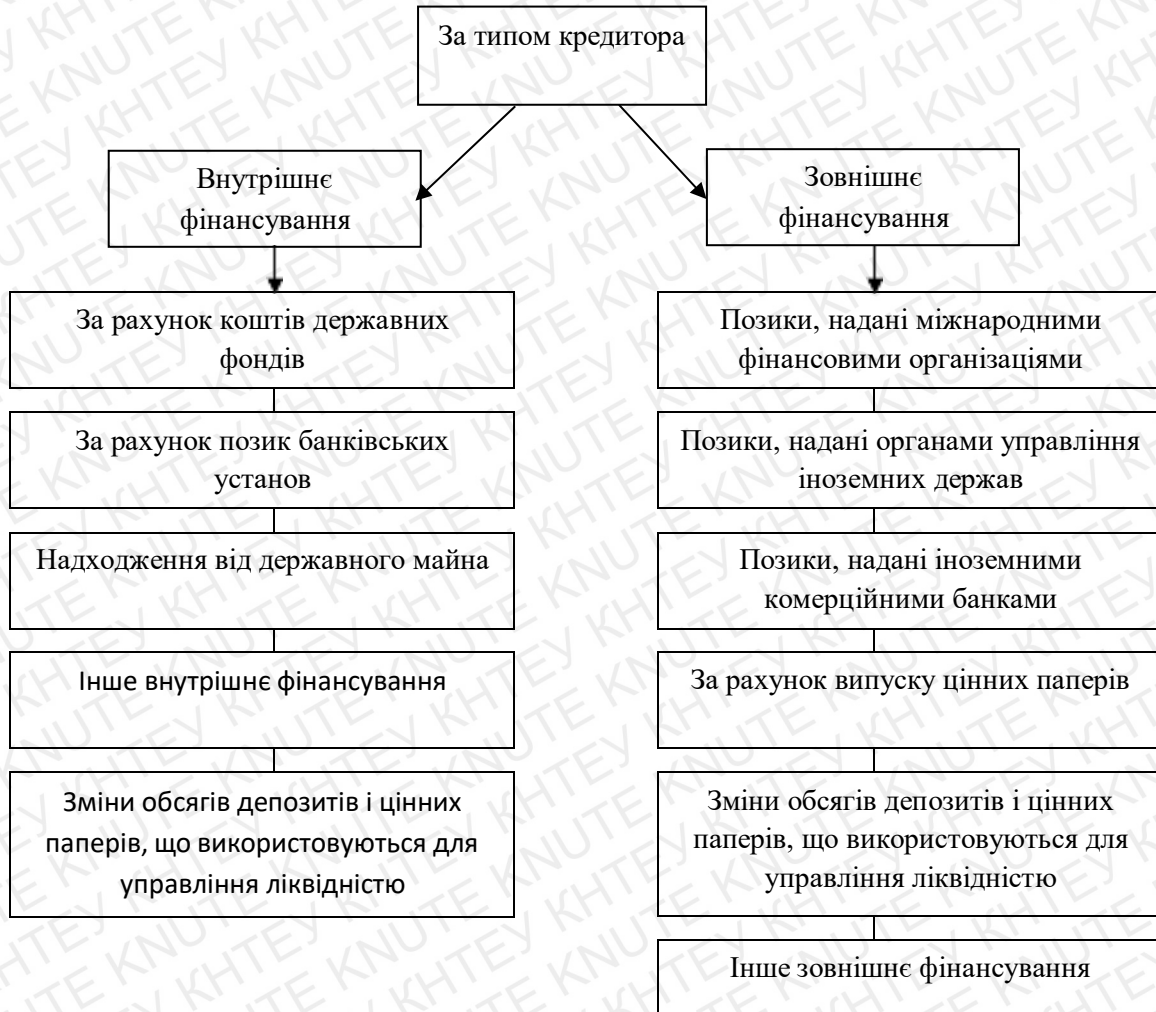 За типом кредитора
Внутрішнє
фінансування
Зовнішнє
фінансування
За рахунок коштів державних
фондів
За рахунок позик банківських
установ
Надходження від державного майна
Інше внутрішнє фінансування
Зміни обсягів депозитів і цінних
паперів, що використовуються для
управління ліквідністю
Позики, надані міжнародними
фінансовими організаціями
Позики, надані органами управління
іноземних держав
Позики, надані іноземними
комерційними банками
За рахунок випуску цінних паперів
Зміни обсягів депозитів і цінних
паперів, що використовуються для
управління ліквідністю
Інше зовнішнє фінансування